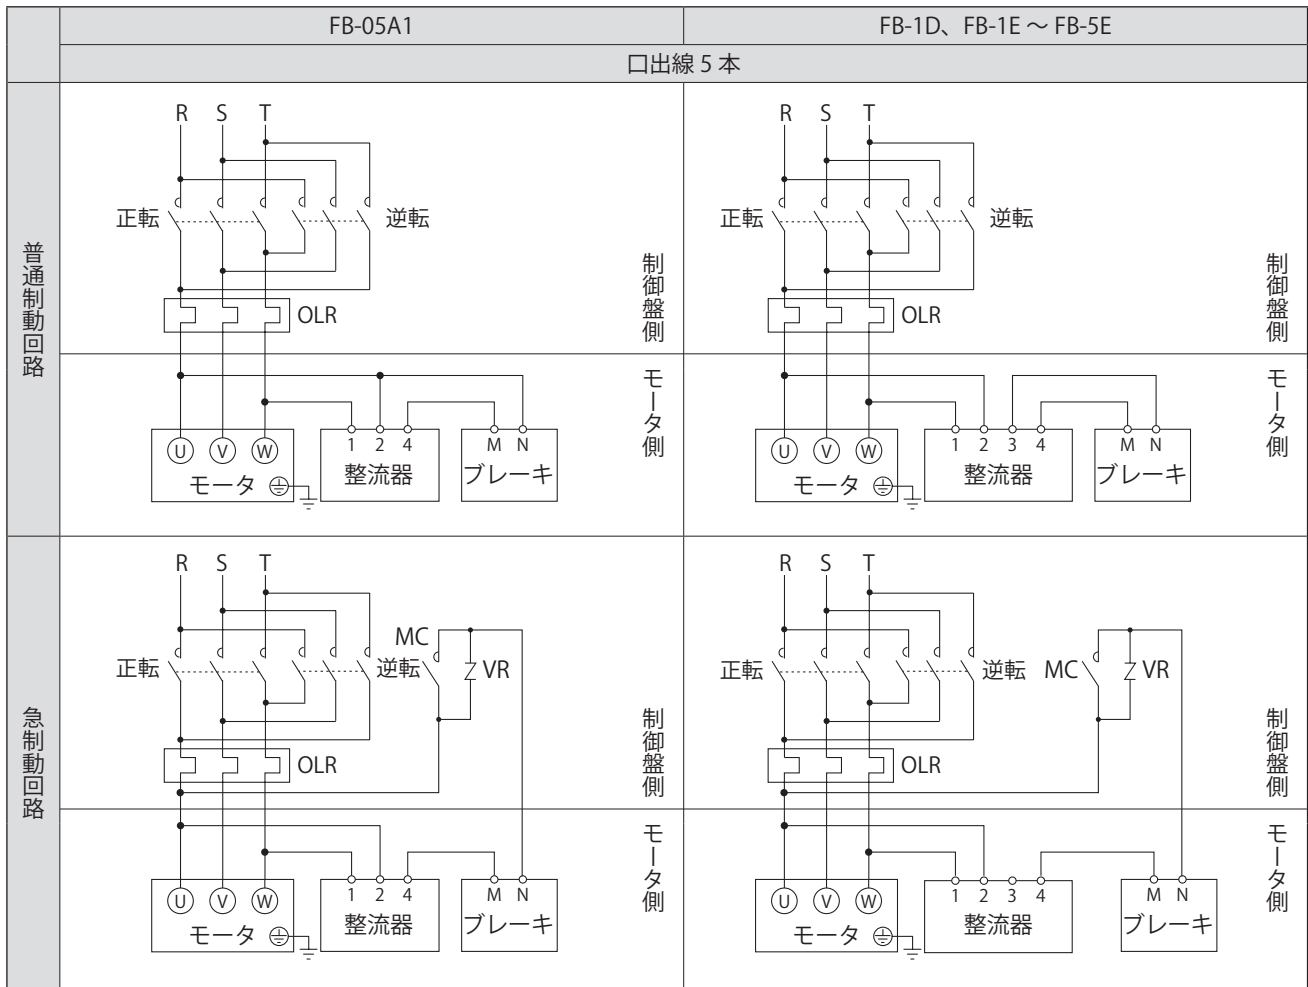 FB-05A1
FB-1D、FB-1E ～ FB-5E
口出線 5 本
普通制動回路
R S T
正転
逆転
OLR
制御盤側
モータ側
U V W
モータ
1 2 4
整流器
M N
ブレーキ
R S T
正転
逆転
OLR
制御盤側
モータ側
U V W
モータ
1 2 3 4
整流器
M N
ブレーキ
急制動回路
R S T
正転
逆転
MC
VR
OLR
制御盤側
モータ側
U V W
モータ
1 2 4
整流器
M N
ブレーキ
R S T
正転
逆転
MC
VR
OLR
制御盤側
モータ側
U V W
モータ
1 2 3 4
整流器
M N
ブレーキ